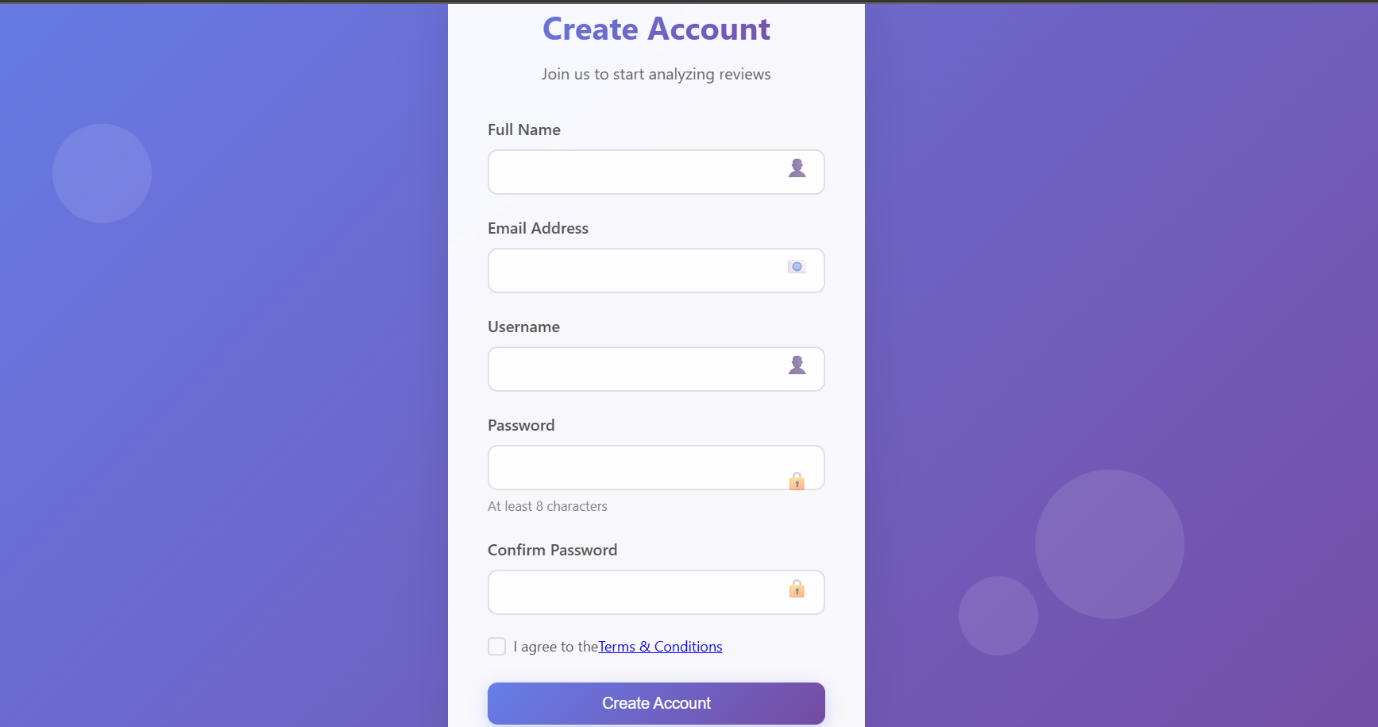 Create Account
Join us to start analyzing reviews
Full Name
Email Address
Username
Password
At least 8 characters
Confirm Password
I agree to theTerms & Conditions
Create Account